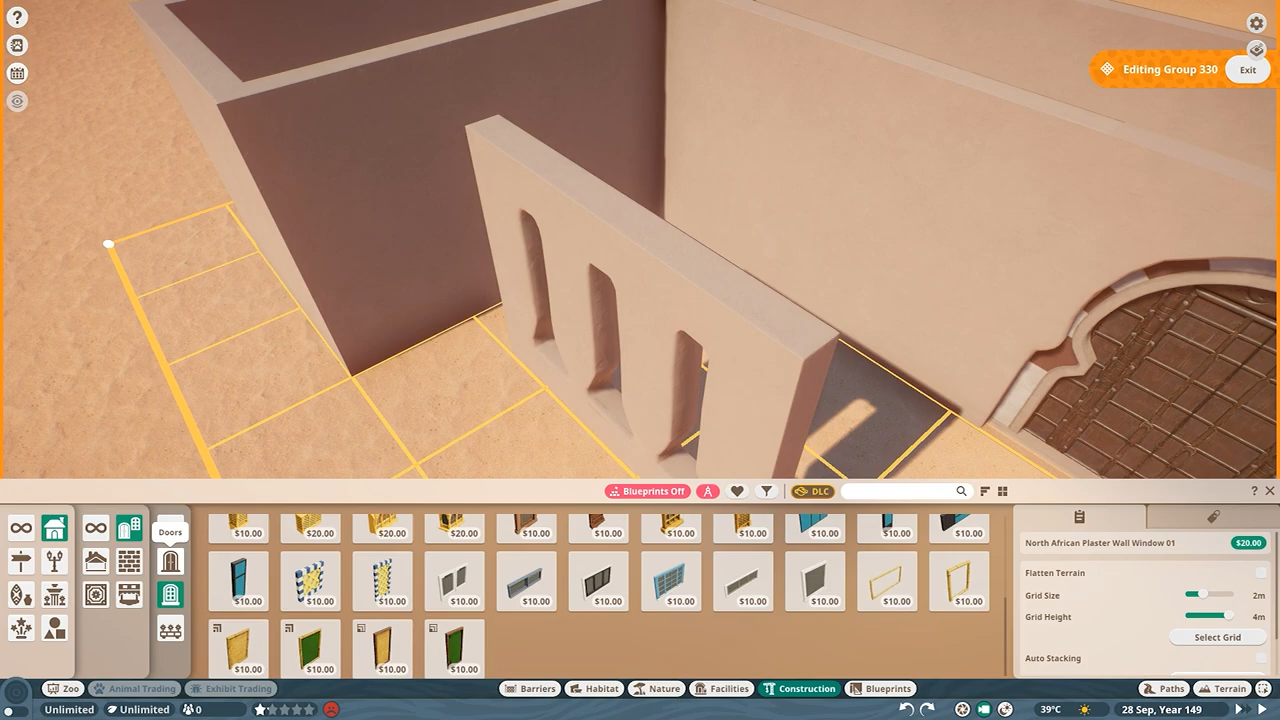 ?
Editing Group 330
Exit
Blueprints Off
DLC
?
Doors
$10.00 $20.00 $10.00 $10.00 $10.00 $10.00 $10.00 $10.00 $10.00 $10.00 $10.00
$10.00 $10.00 $10.00 $10.00 $10.00 $10.00 $10.00 $10.00 $10.00 $10.00 $10.00
$10.00 $10.00 $10.00 $10.00
North African Plaster Wall Window 01 $20.00
Flatten Terrain
Grid Size 2m
Grid Height 4m
Select Grid
Auto Stacking
Zoo Animal Trading Exhibit Trading Barriers Habitat Nature Facilities Construction Blueprints Paths Terrain
Unlimited Unlimited 0 39°C 28 Sep, Year 149